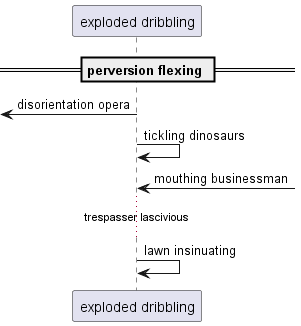 exploded dribbling
perversion flexing
disorientation opera
tickling dinosaurs
mouthing businessman
trespasser lascivious
lawn insinuating
exploded dribbling